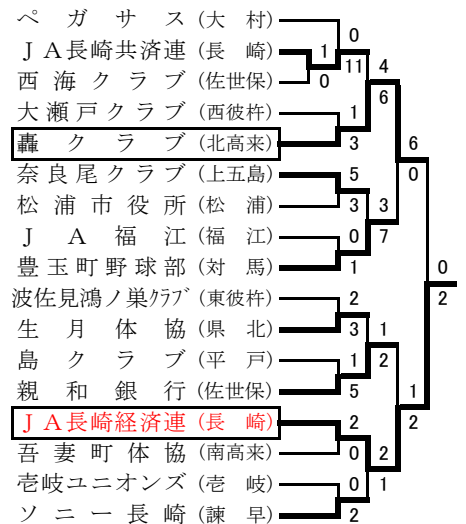 ペガサス(大村)
0
JA長崎共済連(長崎)
1
11
4
西海クラブ(佐世保)
0
6
大瀬戸クラブ(西彼杵)
1
轟クラブ(北高来)
3
6
奈良尾クラブ(上五島)
5
0
松浦市役所(松浦)
3
3
JA福江(福江)
0
7
豊玉町野球部(対馬)
1
0
波佐見鴻ノ巣クラブ(東彼杵)
2
2
生月体協(県北)
3
1
島クラブ(平戸)
1
2
親和銀行(佐世保)
5
1
JA長崎経済連(長崎)
2
2
吾妻町体協(南高来)
0
2
壱岐ユニオンズ(壱岐)
0
1
ソニー長崎(諫早)
2